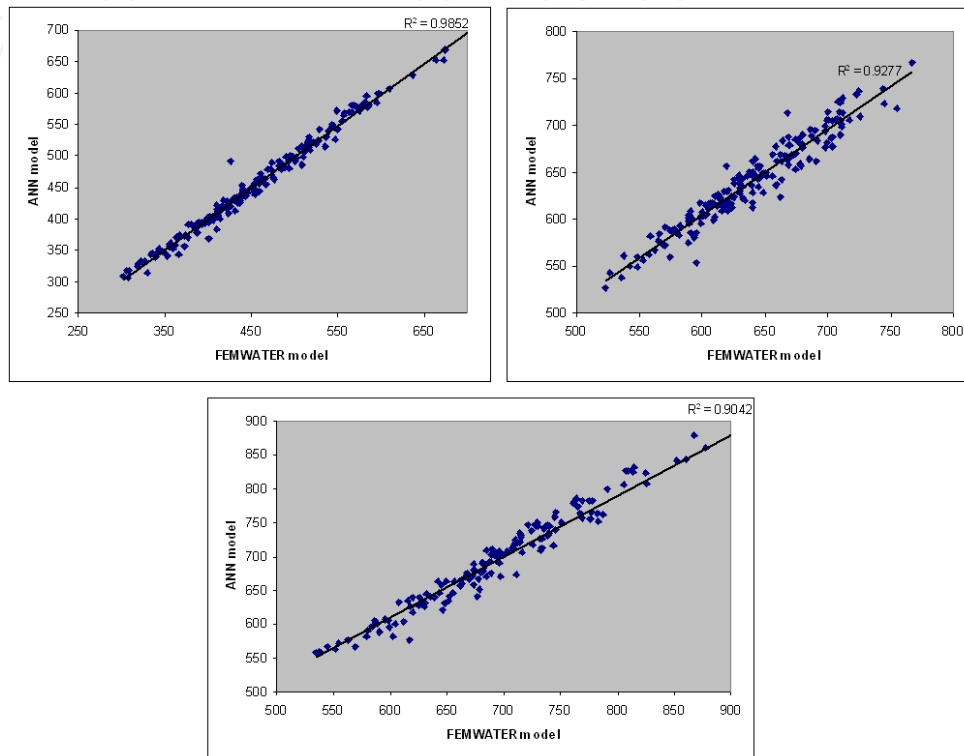 R² = 0.9852
700
650
600
550
500
450
400
350
300
250
250 350 450 550 650
ANN model
FEMWATER model
800
750
700
650
600
550
500
R² = 0.9277
500 550 600 650 700 750 800
ANN model
FEMWATER model
R² = 0.9042
900
850
800
750
700
650
600
550
500
500 550 600 650 700 750 800 850 900
ANN model
FEMWATER model